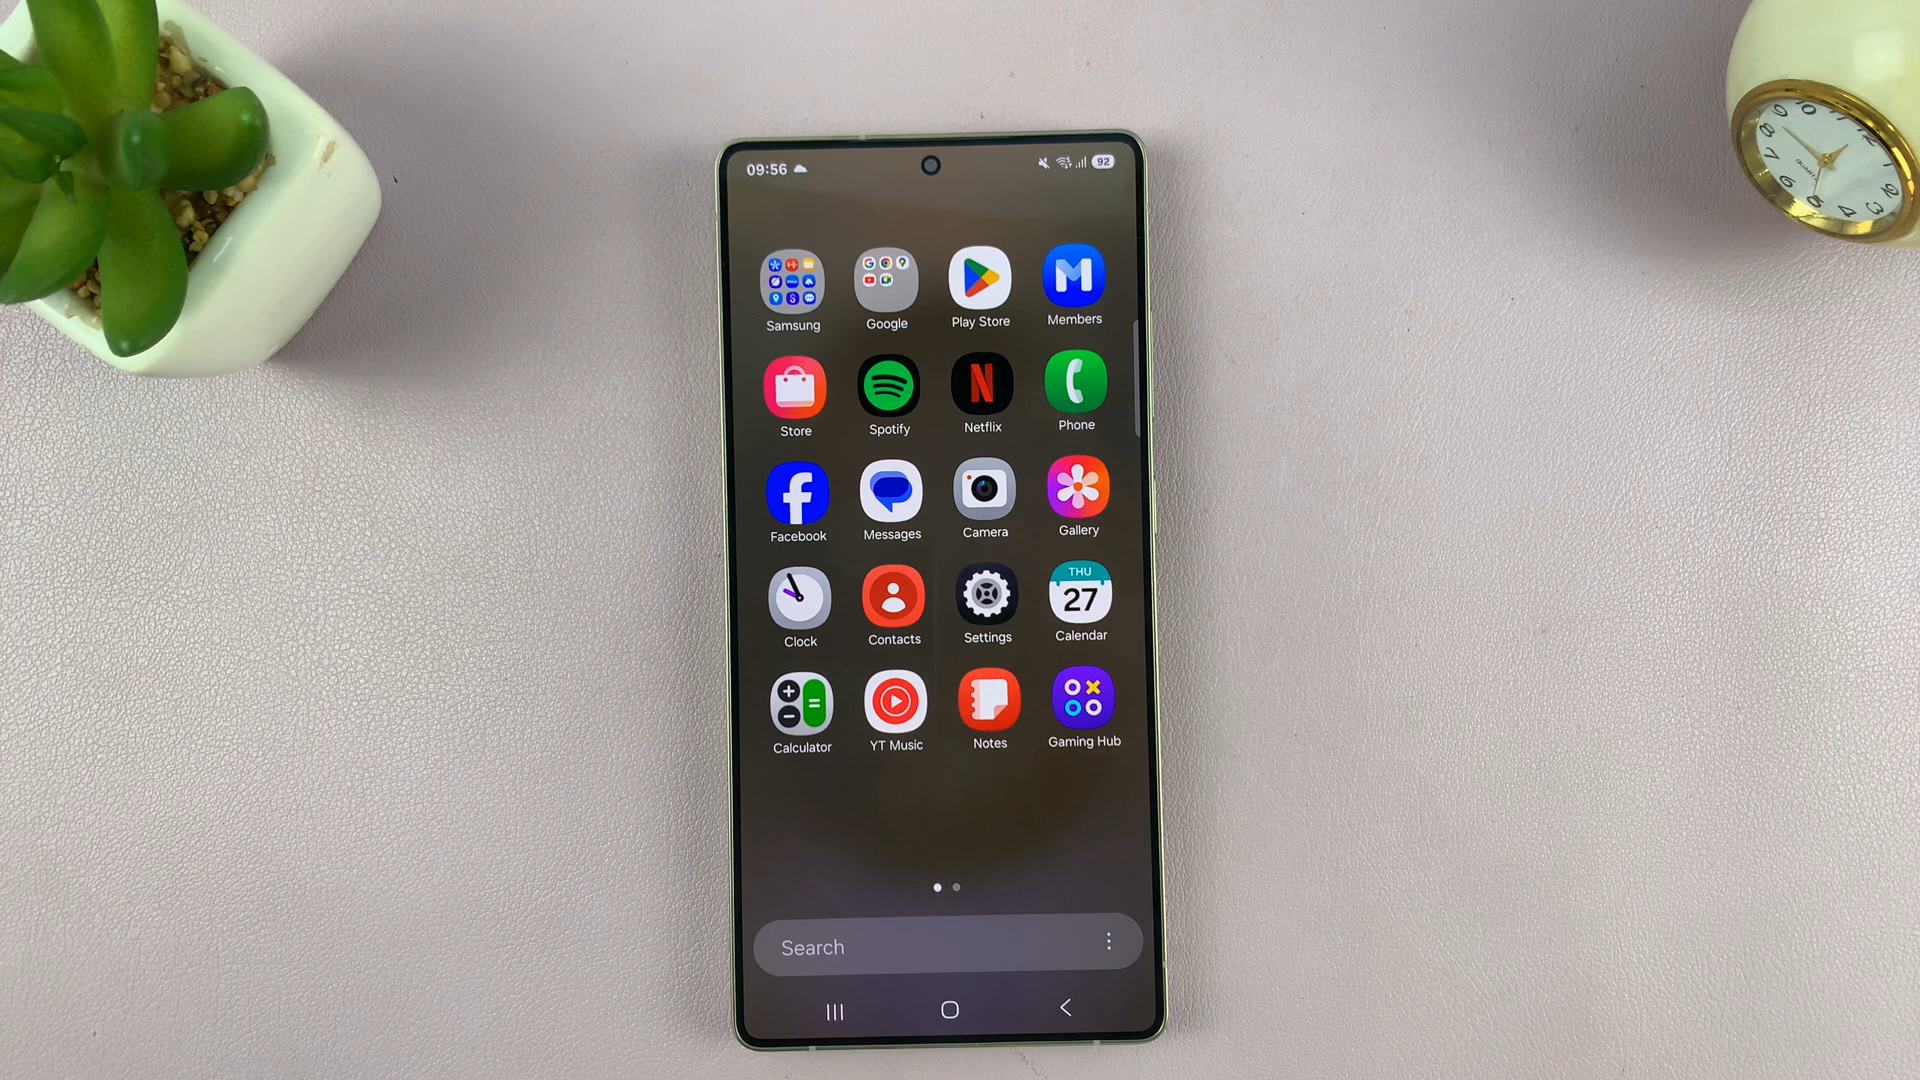 09:56
92
Samsung Google Play Store Members
Store Spotify Netflix Phone
Facebook Messages Camera Gallery
THU
27
Clock Contacts Settings Calendar
Calculator YT Music Notes Gaming Hub
Search
QUARTZ